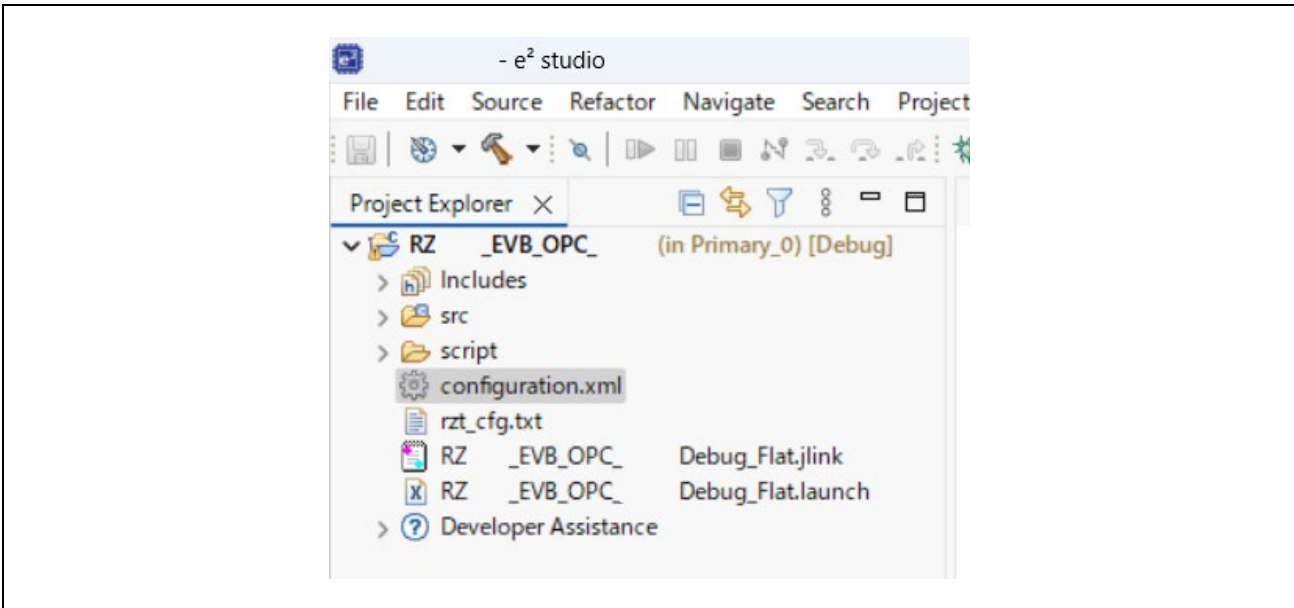 - e² studio
File Edit Source Refactor Navigate Search Project
Project Explorer
RZ _EVB_OPC_ (in Primary_0) [Debug]
Includes
src
script
configuration.xml
rzt_cfg.txt
RZ _EVB_OPC_ Debug_Flat.jlink
RZ _EVB_OPC_ Debug_Flat.launch
Developer Assistance